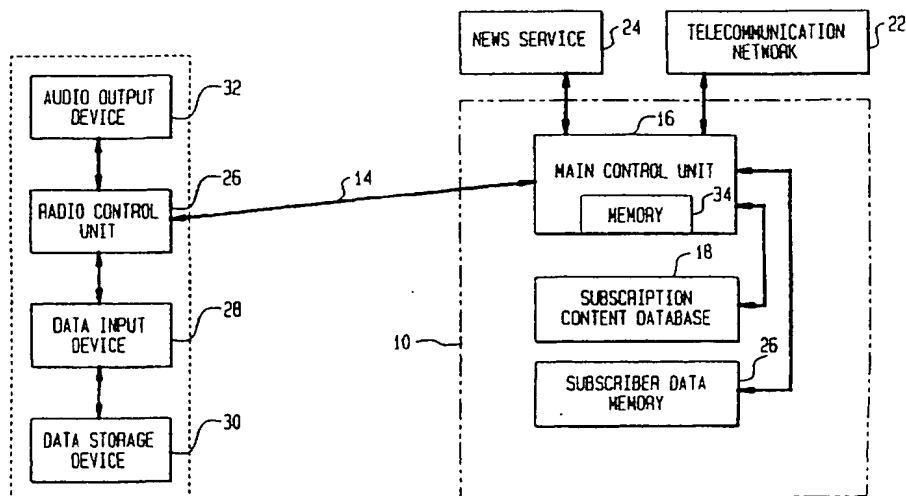 NEWS SERVICE
24
TELECOMMUNICATION
NETWORK
22
AUDIO OUTPUT
DEVICE
32
RADIO CONTROL
UNIT
26
DATA INPUT
DEVICE
28
DATA STORAGE
DEVICE
30
14
16
MAIN CONTROL UNIT
MEMORY
34
18
SUBSCRIPTION
CONTENT DATABASE
10
26
SUBSCRIBER DATA
MEMORY